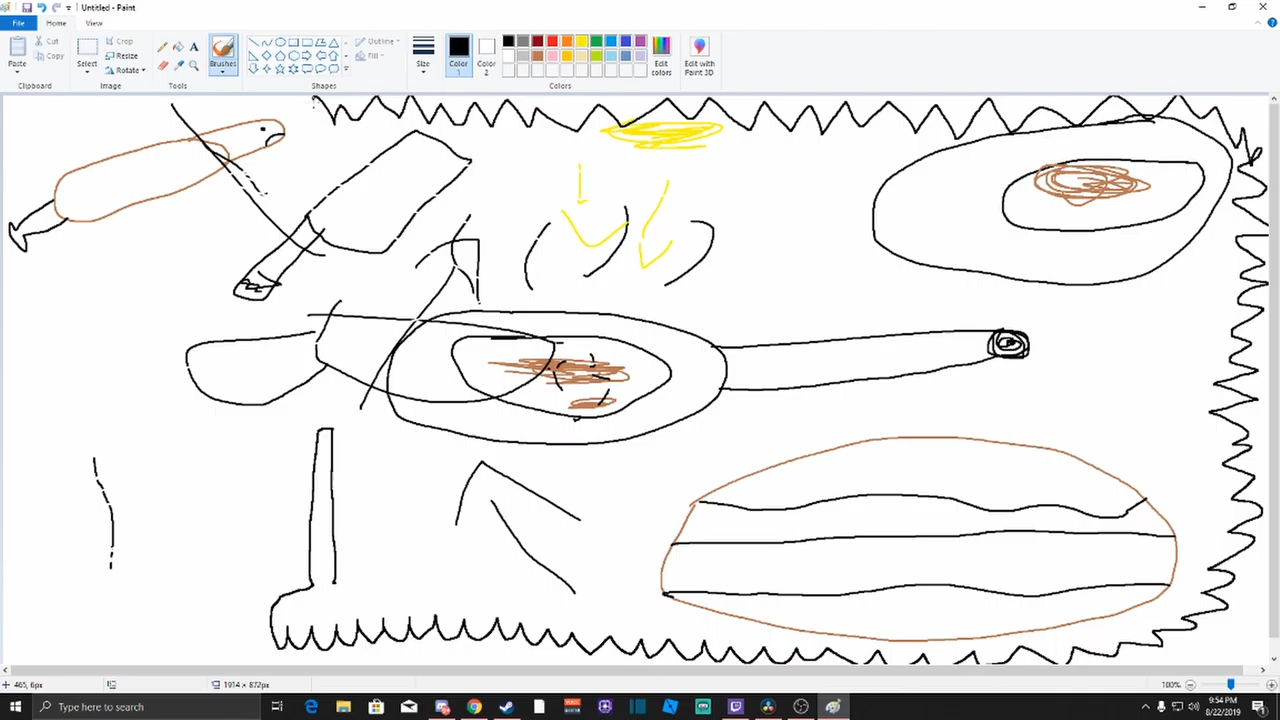 Untitled - Paint
File
Home
View
Cut
Copy
Paste
Crop
Resize
Rotate
Select
A
Brushes
Outline
Fill
Size
Color 1
Color 2
Edit colors
Edit with Paint 3D
Clipboard
Image
Tools
Shapes
Colors
465, 6px
1914 × 872px
100%
Type here to search
9:54 PM
8/22/2019